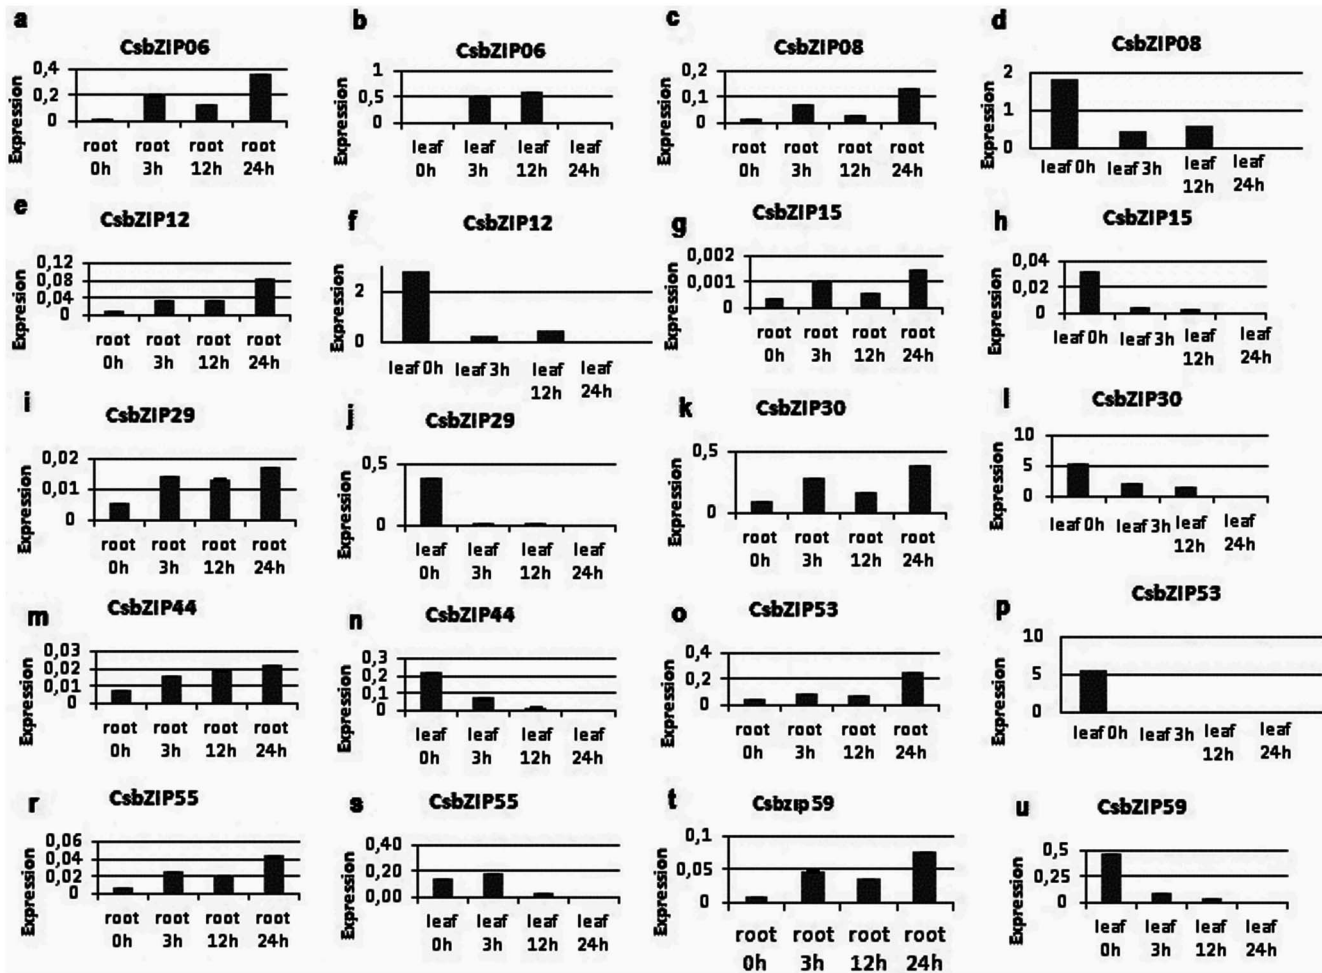 a
CsbZIP06
Expression
0,4
0,2
0
root 0h
root 3h
root 12h
root 24h
b
CsbZIP06
Expression
1
0,5
0
leaf 0h
leaf 3h
leaf 12h
leaf 24h
c
CsbZIP08
Expression
0,2
0,1
0
root 0h
root 3h
root 12h
root 24h
d
CsbZIP08
Expression
2
1
0
leaf 0h
leaf 3h
leaf 12h
leaf 24h
e
CsbZIP12
Expression
0,12
0,08
0,04
0
root 0h
root 3h
root 12h
root 24h
f
CsbZIP12
Expression
2
0
leaf 0h
leaf 3h
leaf 12h
leaf 24h
g
CsbZIP15
Expression
0,002
0,001
0
root 0h
root 3h
root 12h
root 24h
h
CsbZIP15
Expression
0,04
0,02
0
leaf 0h
leaf 3h
leaf 12h
leaf 24h
i
CsbZIP29
Expression
0,02
0,01
0
root 0h
root 3h
root 12h
root 24h
j
CsbZIP29
Expression
0,5
0
leaf 0h
leaf 3h
leaf 12h
leaf 24h
k
CsbZIP30
Expression
0,5
0
root 0h
root 3h
root 12h
root 24h
l
CsbZIP30
Expression
10
5
0
leaf 0h
leaf 3h
leaf 12h
leaf 24h
m
CsbZIP44
Expression
0,03
0,02
0,01
0
root 0h
root 3h
root 12h
root 24h
n
CsbZIP44
Expression
0,3
0,2
0,1
0
leaf 0h
leaf 3h
leaf 12h
leaf 24h
o
CsbZIP53
Expression
0,4
0,2
0
root 0h
root 3h
root 12h
root 24h
p
CsbZIP53
Expression
10
5
0
leaf 0h
leaf 3h
leaf 12h
leaf 24h
r
CsbZIP55
Expression
0,06
0,04
0,02
0
root 0h
root 3h
root 12h
root 24h
s
CsbZIP55
Expression
0,40
0,20
0,00
leaf 0h
leaf 3h
leaf 12h
leaf 24h
t
Csbzip59
Expression
0,1
0,05
0
root 0h
root 3h
root 12h
root 24h
u
CsbZIP59
Expression
0,5
0,25
0
leaf 0h
leaf 3h
leaf 12h
leaf 24h